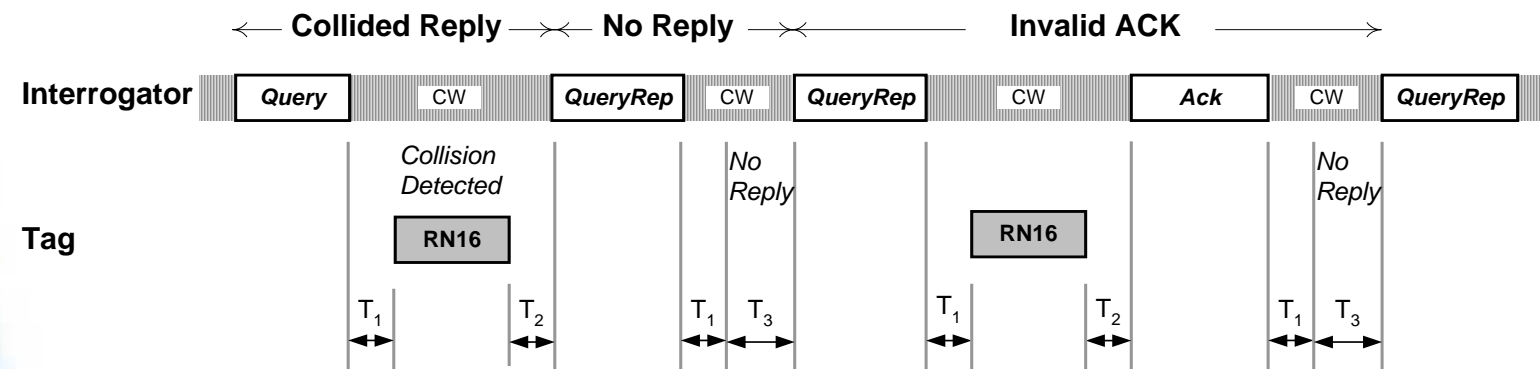 Collided Reply No Reply Invalid ACK
Interrogator Query CW QueryRep CW QueryRep CW Ack CW QueryRep
Collision No No
Detected Reply Reply
Tag RN16 RN16
T1 T2 T1 T3 T1 T2 T1 T3